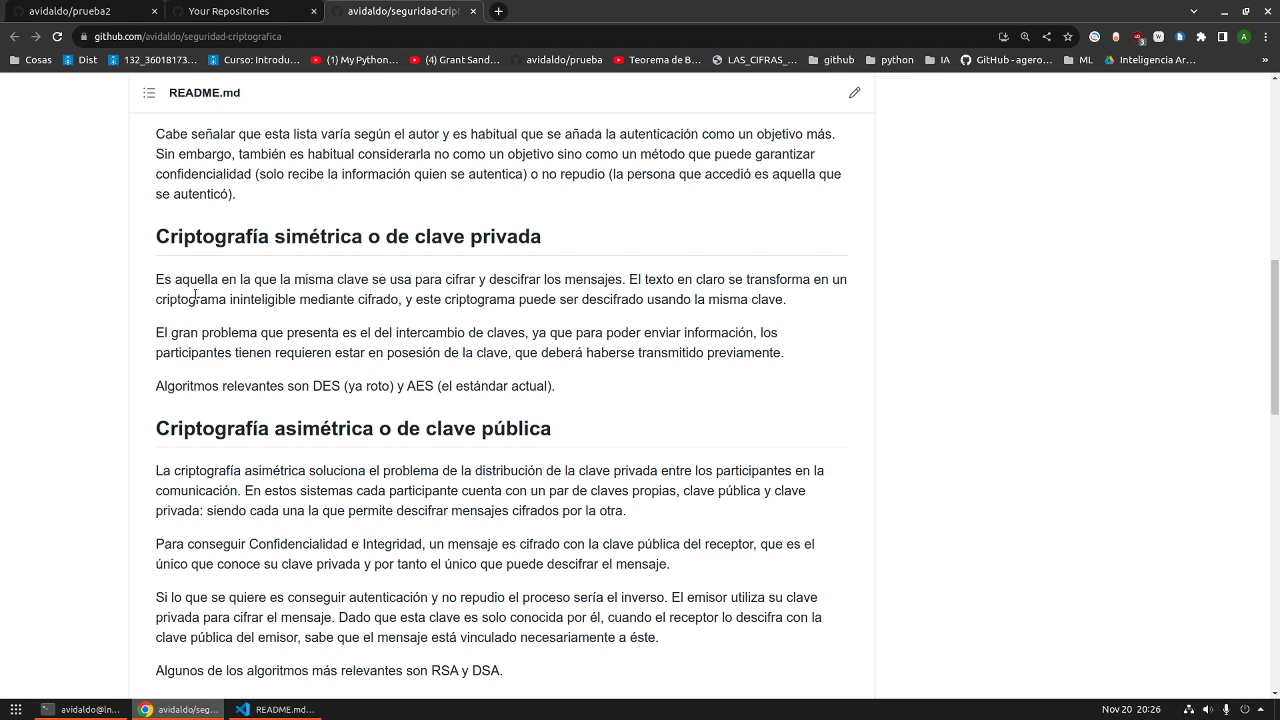 avidaldo/prueba2
Your Repositories
avidaldo/seguridad-cript
github.com/avidaldo/seguridad-criptografica
Cosas
Dist
132_36018173...
Curso: Introdu...
(1) My Python...
(4) Grant Sand...
avidaldo/prueba
Teorema de B...
LAS_CIFRAS_...
github
python
IA
GitHub - agero...
ML
Inteligencia Ar...
»
README.md
Cabe señalar que esta lista varía según el autor y es habitual que se añada la autenticación como un objetivo más.
Sin embargo, también es habitual considerarla no como un objetivo sino como un método que puede garantizar
confidencialidad (solo recibe la información quien se autentica) o no repudio (la persona que accedió es aquella que
se autenticó).
Criptografía simétrica o de clave privada
Es aquella en la que la misma clave se usa para cifrar y descifrar los mensajes. El texto en claro se transforma en un
criptograma ininteligible mediante cifrado, y este criptograma puede ser descifrado usando la misma clave.
El gran problema que presenta es el del intercambio de claves, ya que para poder enviar información, los
participantes tienen requieren estar en posesión de la clave, que deberá haberse transmitido previamente.
Algoritmos relevantes son DES (ya roto) y AES (el estándar actual).
Criptografía asimétrica o de clave pública
La criptografía asimétrica soluciona el problema de la distribución de la clave privada entre los participantes en la
comunicación. En estos sistemas cada participante cuenta con un par de claves propias, clave pública y clave
privada: siendo cada una la que permite descifrar mensajes cifrados por la otra.
Para conseguir Confidencialidad e Integridad, un mensaje es cifrado con la clave pública del receptor, que es el
único que conoce su clave privada y por tanto el único que puede descifrar el mensaje.
Si lo que se quiere es conseguir autenticación y no repudio el proceso sería el inverso. El emisor utiliza su clave
privada para cifrar el mensaje. Dado que esta clave es solo conocida por él, cuando el receptor lo descifra con la
clave pública del emisor, sabe que el mensaje está vinculado necesariamente a éste.
Algunos de los algoritmos más relevantes son RSA y DSA.
avidaldo@ln...
avidaldo/seg...
README.md...
Nov 20 20:26